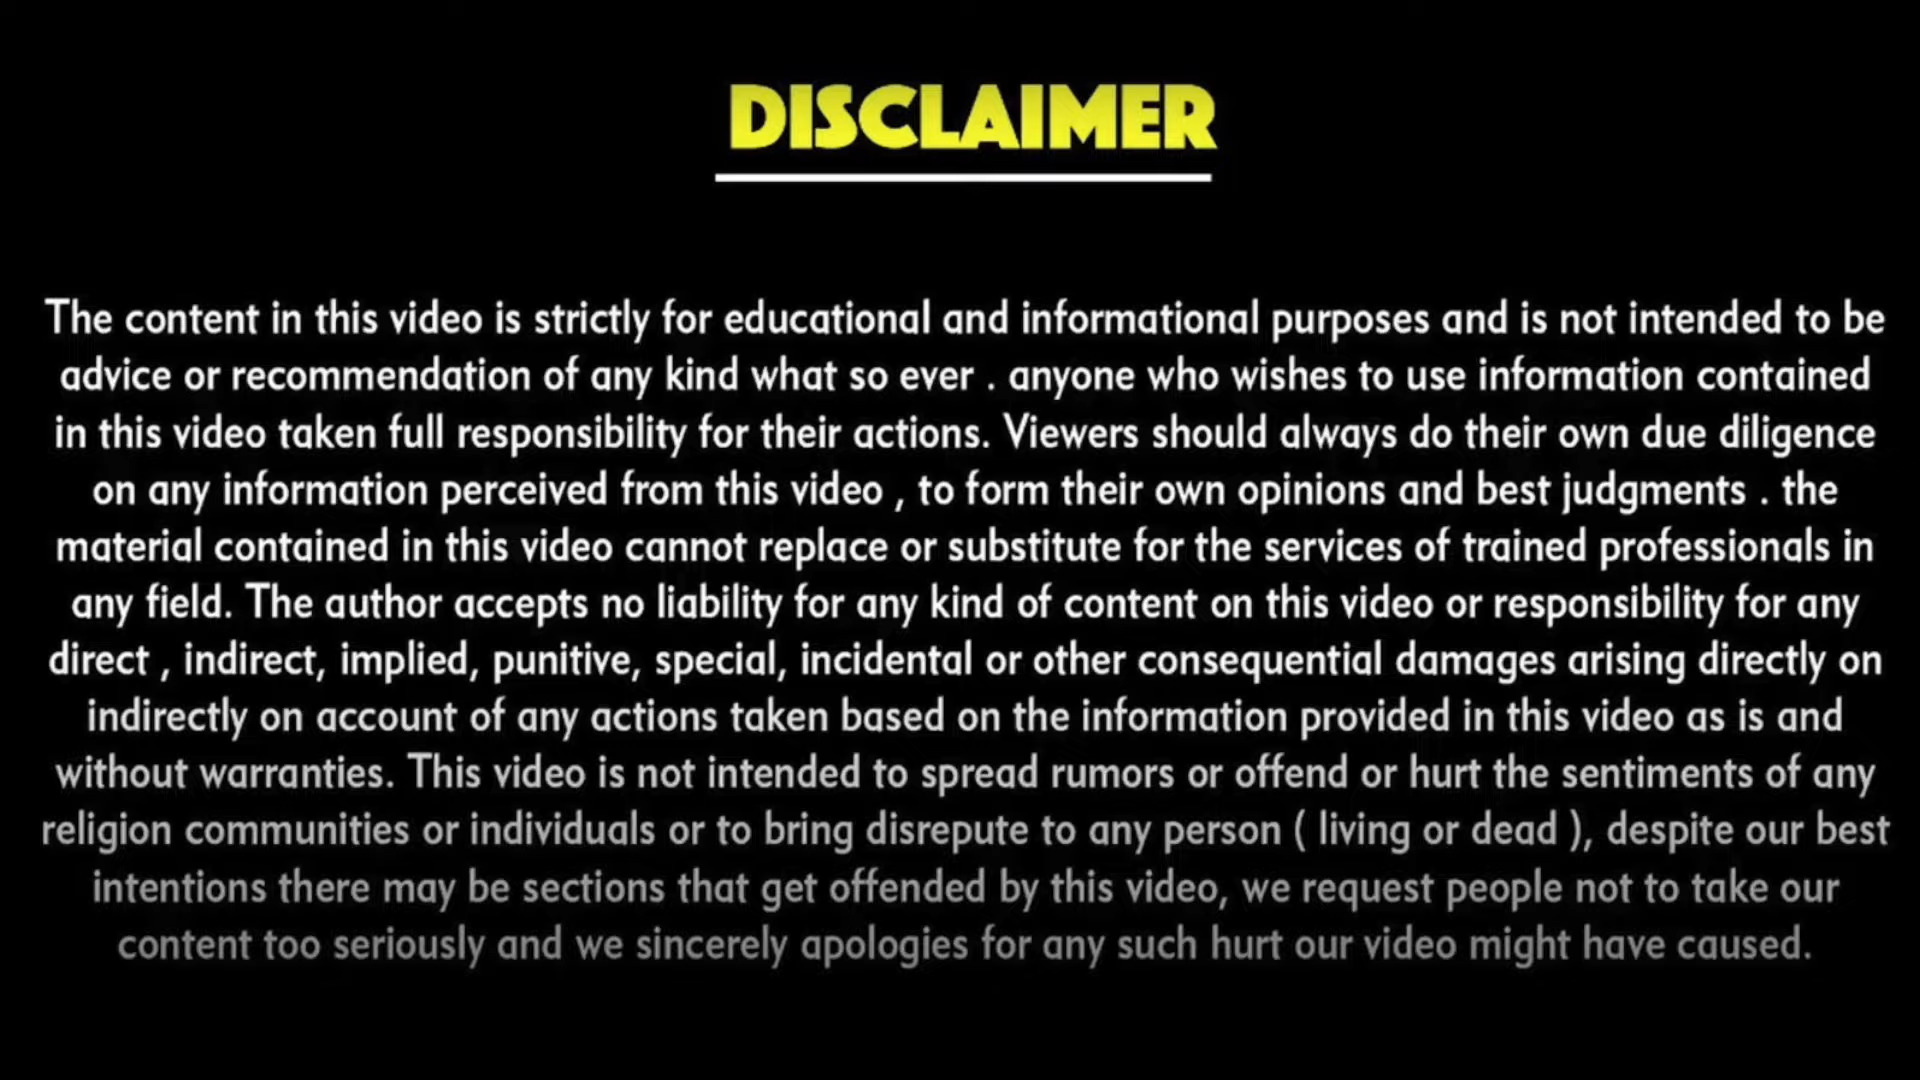 DISCLAIMER
The content in this video is strictly for educational and informational purposes and is not intended to be
advice or recommendation of any kind what so ever . anyone who wishes to use information contained
in this video taken full responsibility for their actions. Viewers should always do their own due diligence
on any information perceived from this video , to form their own opinions and best judgments . the
material contained in this video cannot replace or substitute for the services of trained professionals in
any field. The author accepts no liability for any kind of content on this video or responsibility for any
direct , indirect, implied, punitive, special, incidental or other consequential damages arising directly on
indirectly on account of any actions taken based on the information provided in this video as is and
without warranties. This video is not intended to spread rumors or offend or hurt the sentiments of any
religion communities or individuals or to bring disrepute to any person ( living or dead ), despite our best
intentions there may be sections that get offended by this video, we request people not to take our
content too seriously and we sincerely apologies for any such hurt our video might have caused.